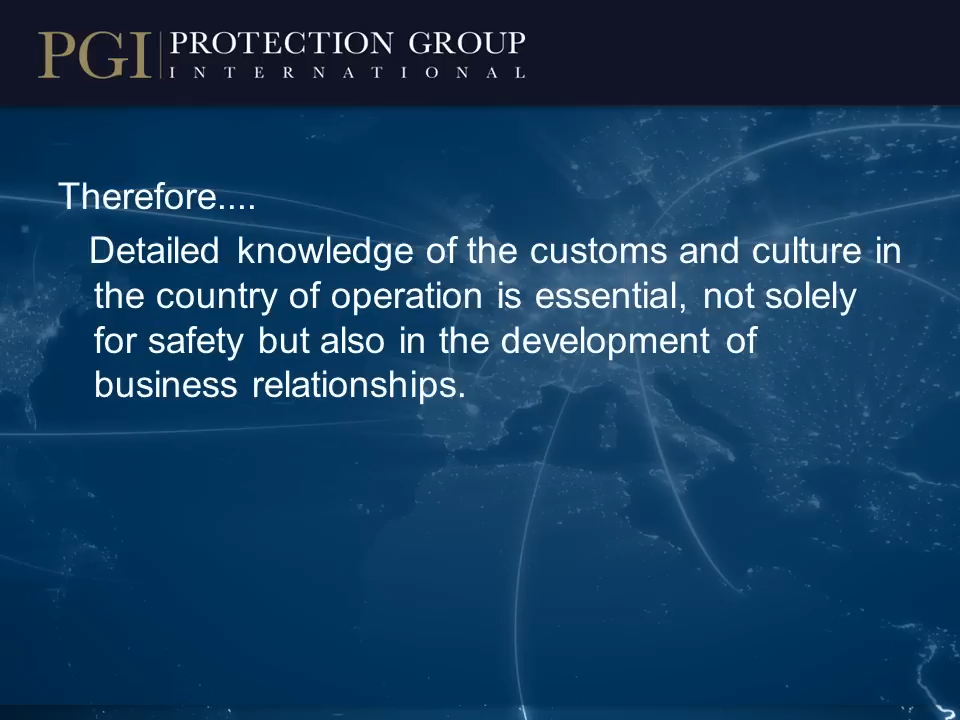 PGI PROTECTION GROUP
INTERNATIONAL
Therefore....
Detailed knowledge of the customs and culture in
the country of operation is essential, not solely
for safety but also in the development of
business relationships.